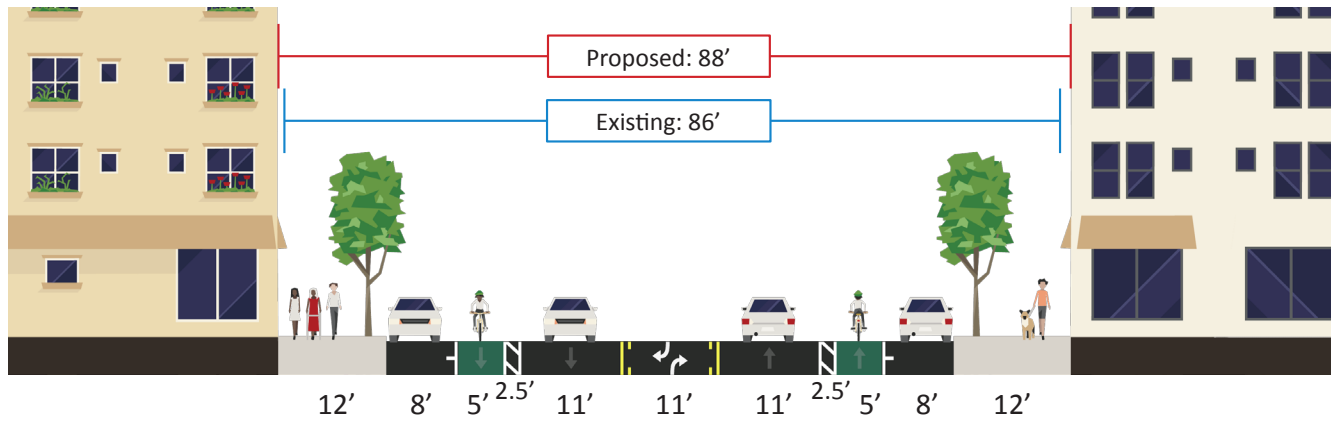 Proposed: 88’
Existing: 86’
12’ 8’ 5’ 2.5’ 11’ 11’ 11’ 2.5’ 5’ 8’ 12’